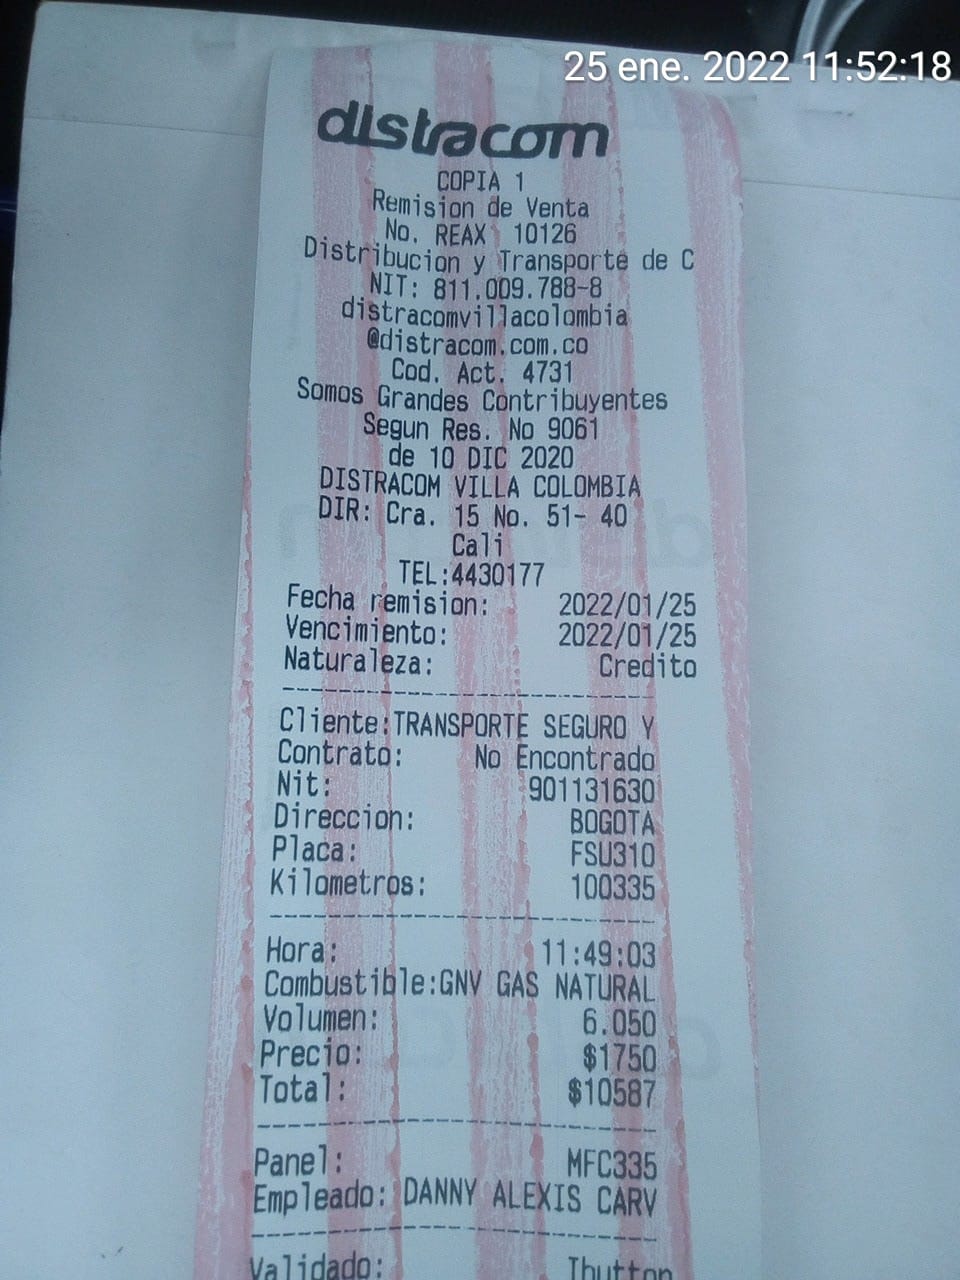 25 ene. 2022 11:52:18
distracom
COPIA 1
Remision de Venta
No. REAX 10126
Distribucion y Transporte de C
NIT: 811.009.788-8
distracomvillacolombia
@distracom.com.co
Cod. Act. 4731
Somos Grandes Contribuyentes
Segun Res. No 9061
de 10 DIC 2020
DISTRACOM VILLA COLOMBIA
DIR: Cra. 15 No. 51- 40
Cali
TEL:4430177
Fecha remision: 2022/01/25
Vencimiento: 2022/01/25
Naturaleza: Credito
Cliente:TRANSPORTE SEGURO Y
Contrato: No Encontrado
Nit: 901131630
Direccion: BOGOTA
Placa: FSU310
Kilometros: 100335
Hora: 11:49:03
Combustible:GNV GAS NATURAL
Volumen: 6.050
Precio: $1750
Total: $10587
Panel: MFC335
Empleado: DANNY ALEXIS CARV
Validado: Ibutton